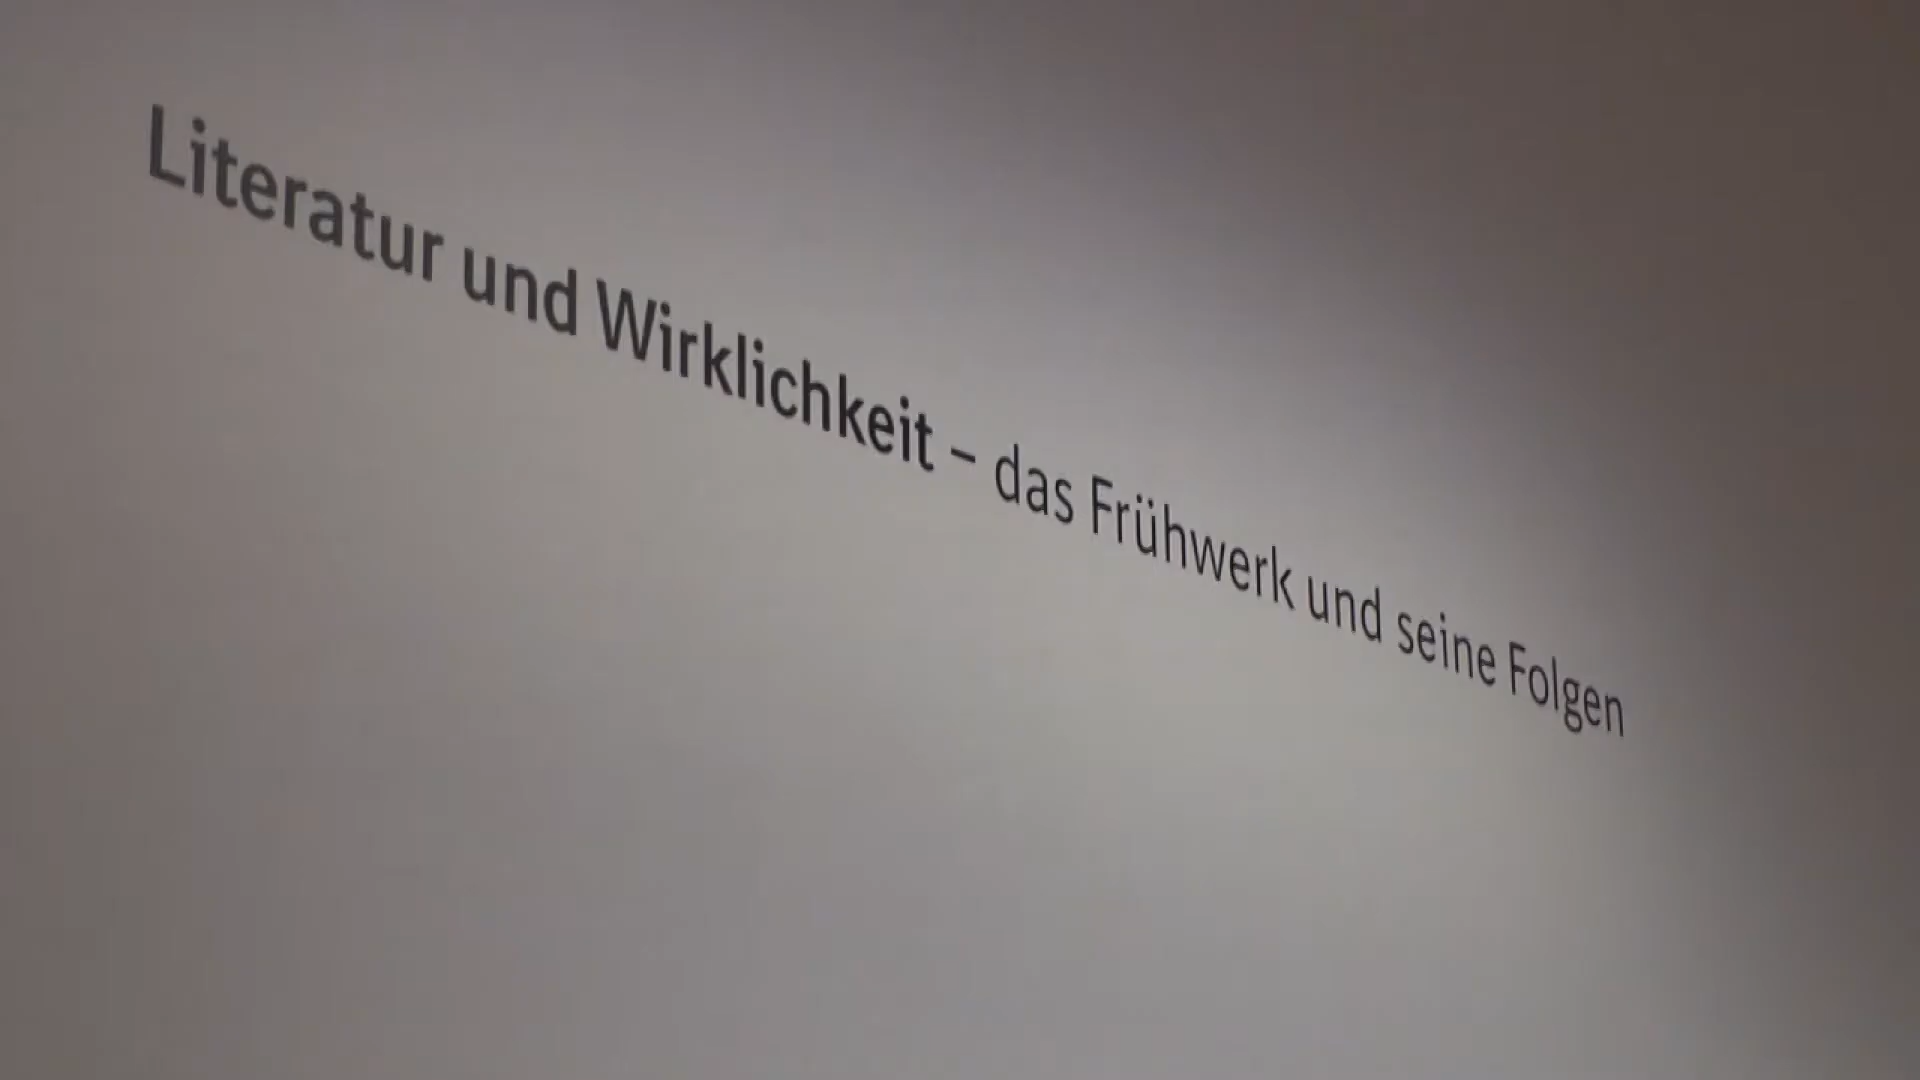 Literatur und Wirklichkeit – das Frühwerk und seine Folgen